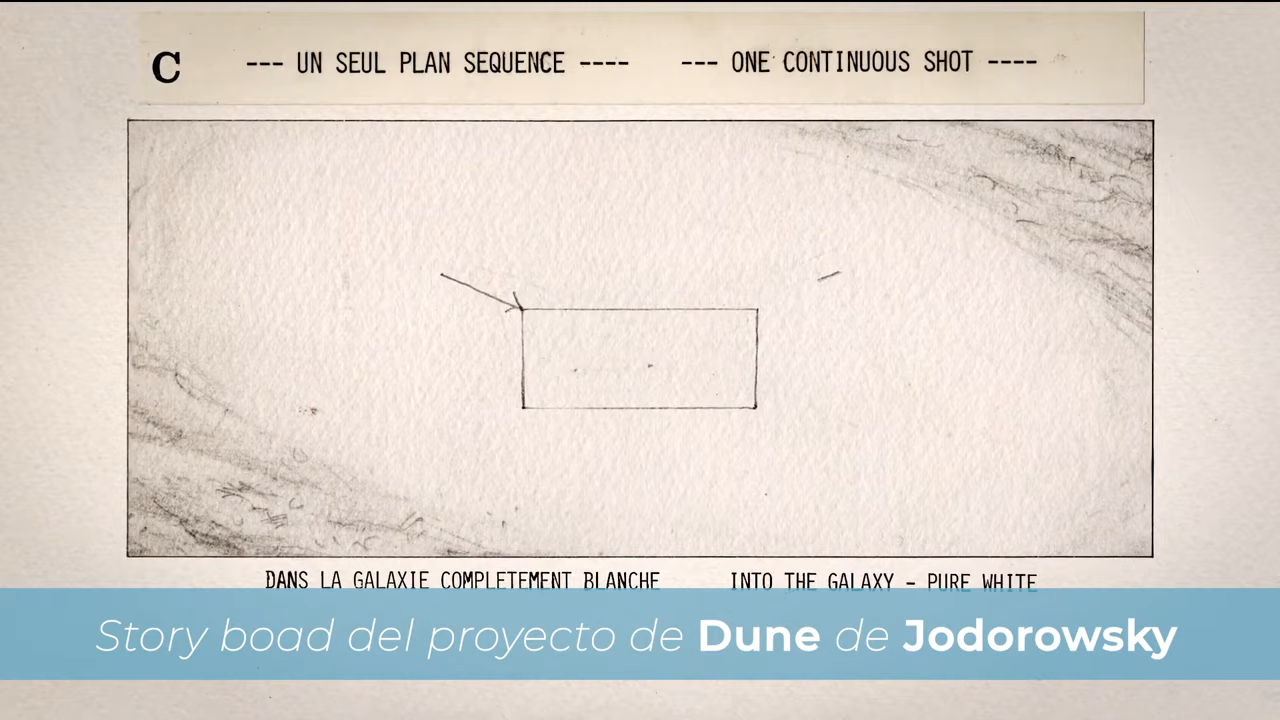 C --- UN SEUL PLAN SEQUENCE ---- --- ONE CONTINUOUS SHOT ----
DANS LA GALAXIE COMPLETEMENT BLANCHE INTO THE GALAXY - PURE WHITE
Story boad del proyecto de Dune de Jodorowsky